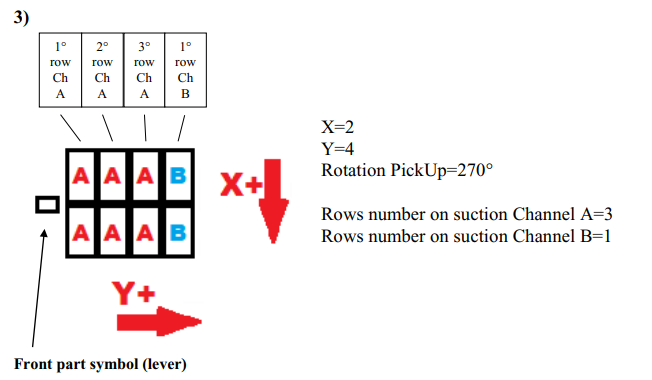 3)
1° 2° 3° 1°
row row row row
Ch Ch Ch Ch
A A A B
X=2
Y=4
Rotation PickUp=270°
A A A B
X+
Rows number on suction Channel A=3
Rows number on suction Channel B=1
A A A B
Y+
Front part symbol (lever)